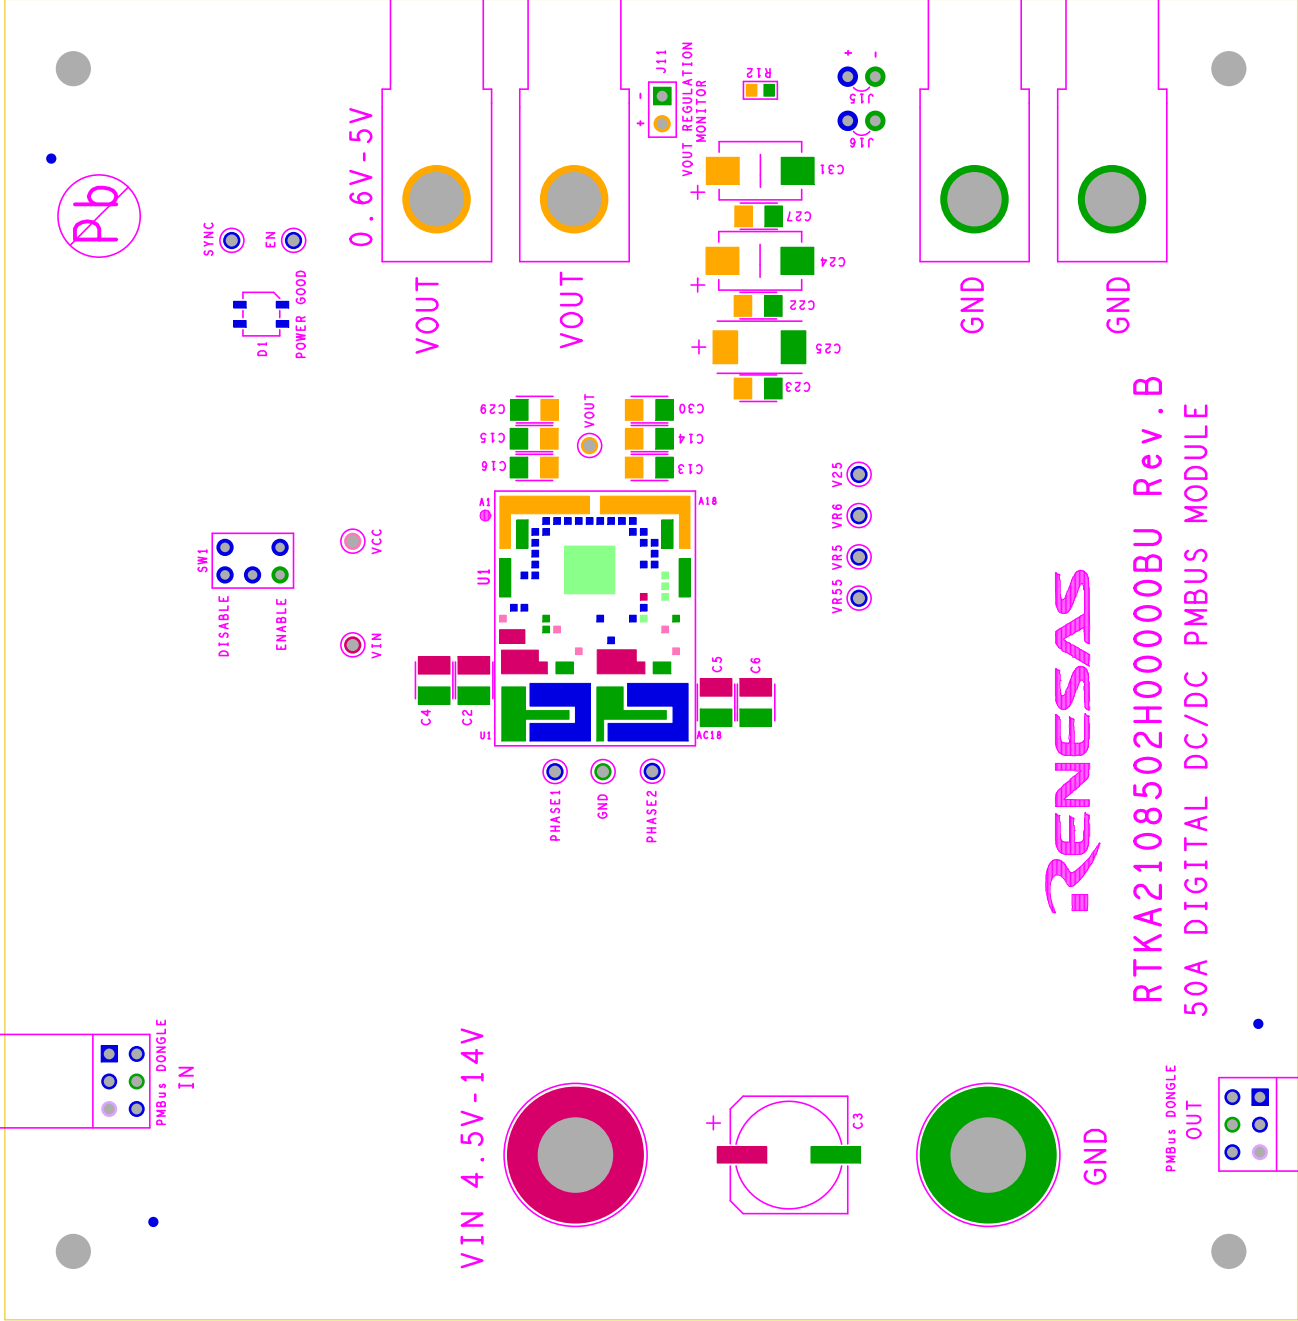 J11
-
+
VOUT REGULATION
MONITOR
R12
+ -
J15
J16
0.6V-5V
Pb
SYNC
EN
C31
+
C27
C24
+
C22
+
C25
C23
VOUT
VOUT
GND
GND
POWER GOOD
D1
C29
C15
C16
VOUT
C30
C14
C13
V25
VR6
VR5
VR55
A1
A18
U1
U1
AC18
SW1
DISABLE
ENABLE
VCC
VIN
C4
C2
C5
C6
PHASE1
GND
PHASE2
RENESAS
RTKA2108502H00000BU Rev.B
50A DIGITAL DC/DC PMBUS MODULE
PMBus DONGLE
IN
VIN 4.5V-14V
+
C3
GND
PMBus DONGLE
OUT